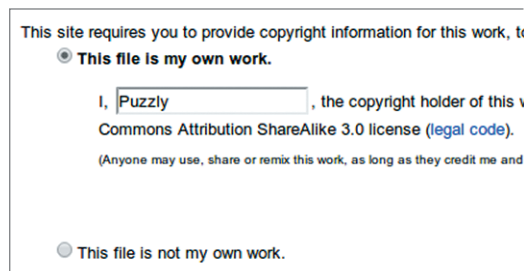 This site requires you to provide copyright information for this work, to
This file is my own work.
I, Puzzly , the copyright holder of this
Commons Attribution ShareAlike 3.0 license (legal code).
(Anyone may use, share or remix this work, as long as they credit me and
This file is not my own work.